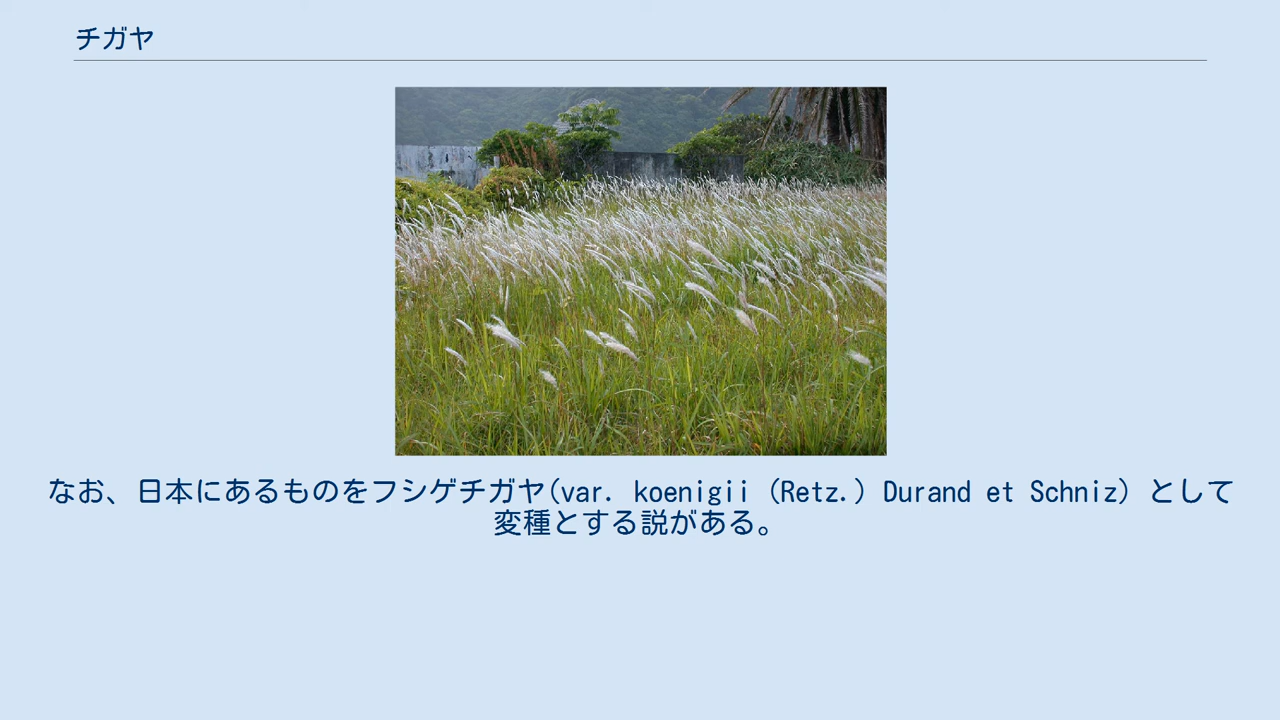 チガヤ
なお、日本にあるものをフシゲチガヤ(var. koenigii (Retz.) Durand et Schniz) として
変種とする説がある。